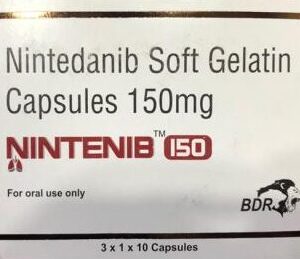 Nintedanib Soft Gelatin
Capsules 150mg
NINTENIB™ 150
For oral use only
BDR
3 x 1 x 10 Capsules